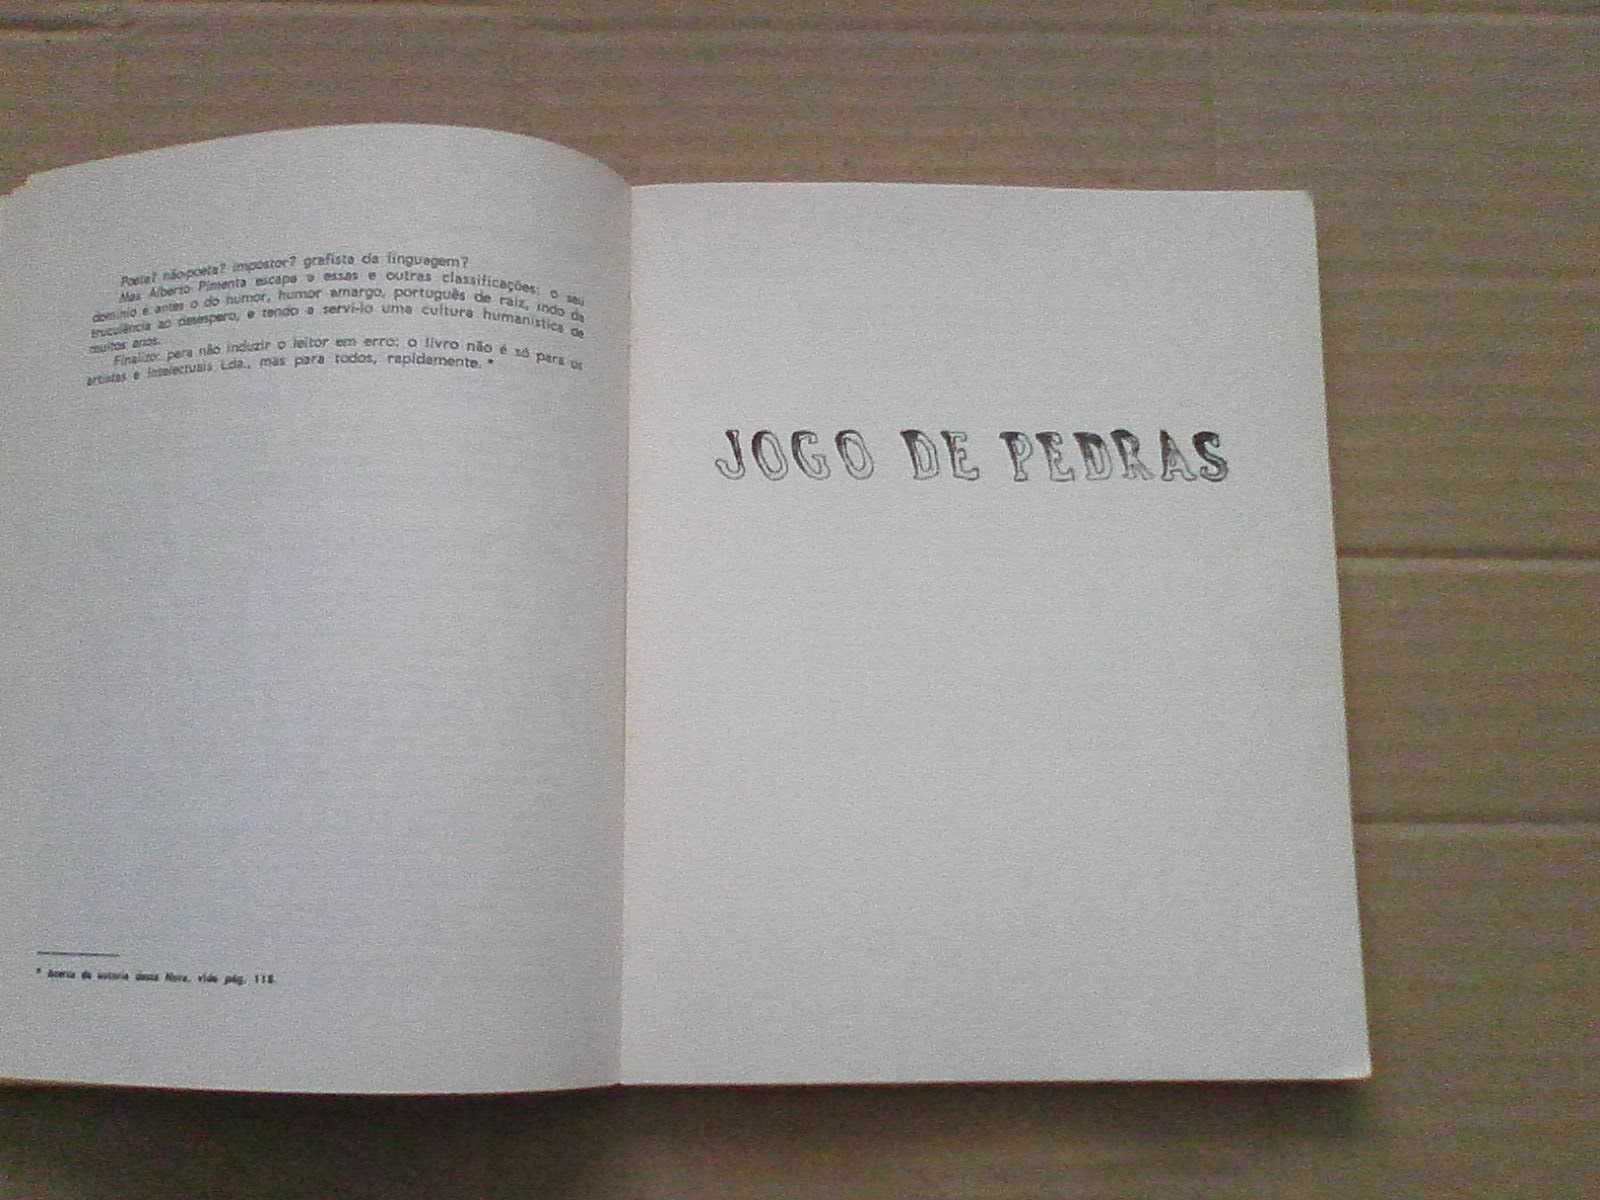 Poeta? não-poeta? impostor? grafista da linguagem?
Mas Alberto Pimenta escapa a essas e outras classificações: o seu
domínio é antes o do humor, humor amargo, português de raiz, indo da
truculência ao desespero, e tendo a servi-lo uma cultura humanística de
muitos anos.
Finalizo: para não induzir o leitor em erro: o livro não é só para os
artistas e intelectuais Lda., mas para todos, rapidamente. *
* Acerca da autoria desta Nota, vide pág. 118.
JOGO DE PEDRAS